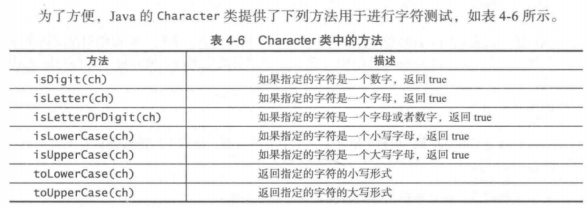 为了方便，Java 的 Character 类提供了下列方法用于进行字符测试，如表 4-6 所示。
表 4-6 Character 类中的方法
方法 描述
isDigit(ch) 如果指定的字符是一个数字，返回 true
isLetter(ch) 如果指定的字符是一个字母，返回 true
isLetterOrDigit(ch) 如果指定的字符是一个字母或者数字，返回 true
isLowerCase(ch) 如果指定的字符是一个小写字母，返回 true
isUpperCase(ch) 如果指定的字符是一个大写字母，返回 true
toLowerCase(ch) 返回指定的字符的小写形式
toUpperCase(ch) 返回指定的字符的大写形式